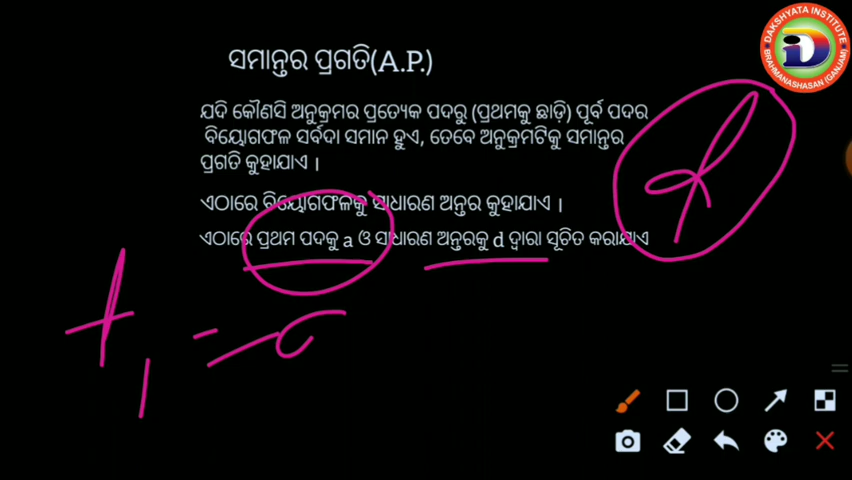 DAKSHYATA INSTITUTE
BRAHMANASHASAN (GANJAM)
ସମାନ୍ତର ପ୍ରଗତି(A.P.)
ଯଦି କୌଣସି ଅନୁକ୍ରମର ପ୍ରତ୍ୟେକ ପଦରୁ (ପ୍ରଥମକୁ ଛାଡ଼ି) ପୂର୍ବ ପଦର
ବିୟୋଗଫଳ ସର୍ବଦା ସମାନ ହୁଏ, ତେବେ ଅନୁକ୍ରମଟିକୁ ସମାନ୍ତର
ପ୍ରଗତି କୁହାଯାଏ |
ଏଠାରେ ବିୟୋଗଫଳକୁ ସାଧାରଣ ଅନ୍ତର କୁହାଯାଏ |
ଏଠାରେ ପ୍ରଥମ ପଦକୁ a ଓ ସାଧାରଣ ଅନ୍ତରକୁ d ଦ୍ଵାରା ସୂଚିତ କରାଯାଏ
t₁ = a